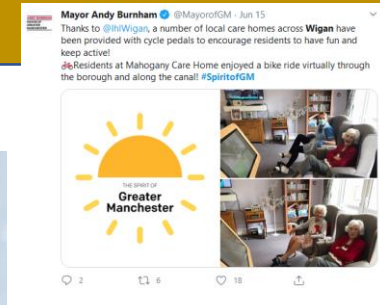 Mayor Andy Burnham @MayorofGM · Jun 15
Thanks to @IhlWigan, a number of local care homes across Wigan have
been provided with cycle pedals to encourage residents to have fun and
keep active!
🚲Residents at Mahogany Care Home enjoyed a bike ride virtually through
the borough and along the canal! #SpiritofGM
THE SPIRIT OF
Greater
Manchester
2 6 18